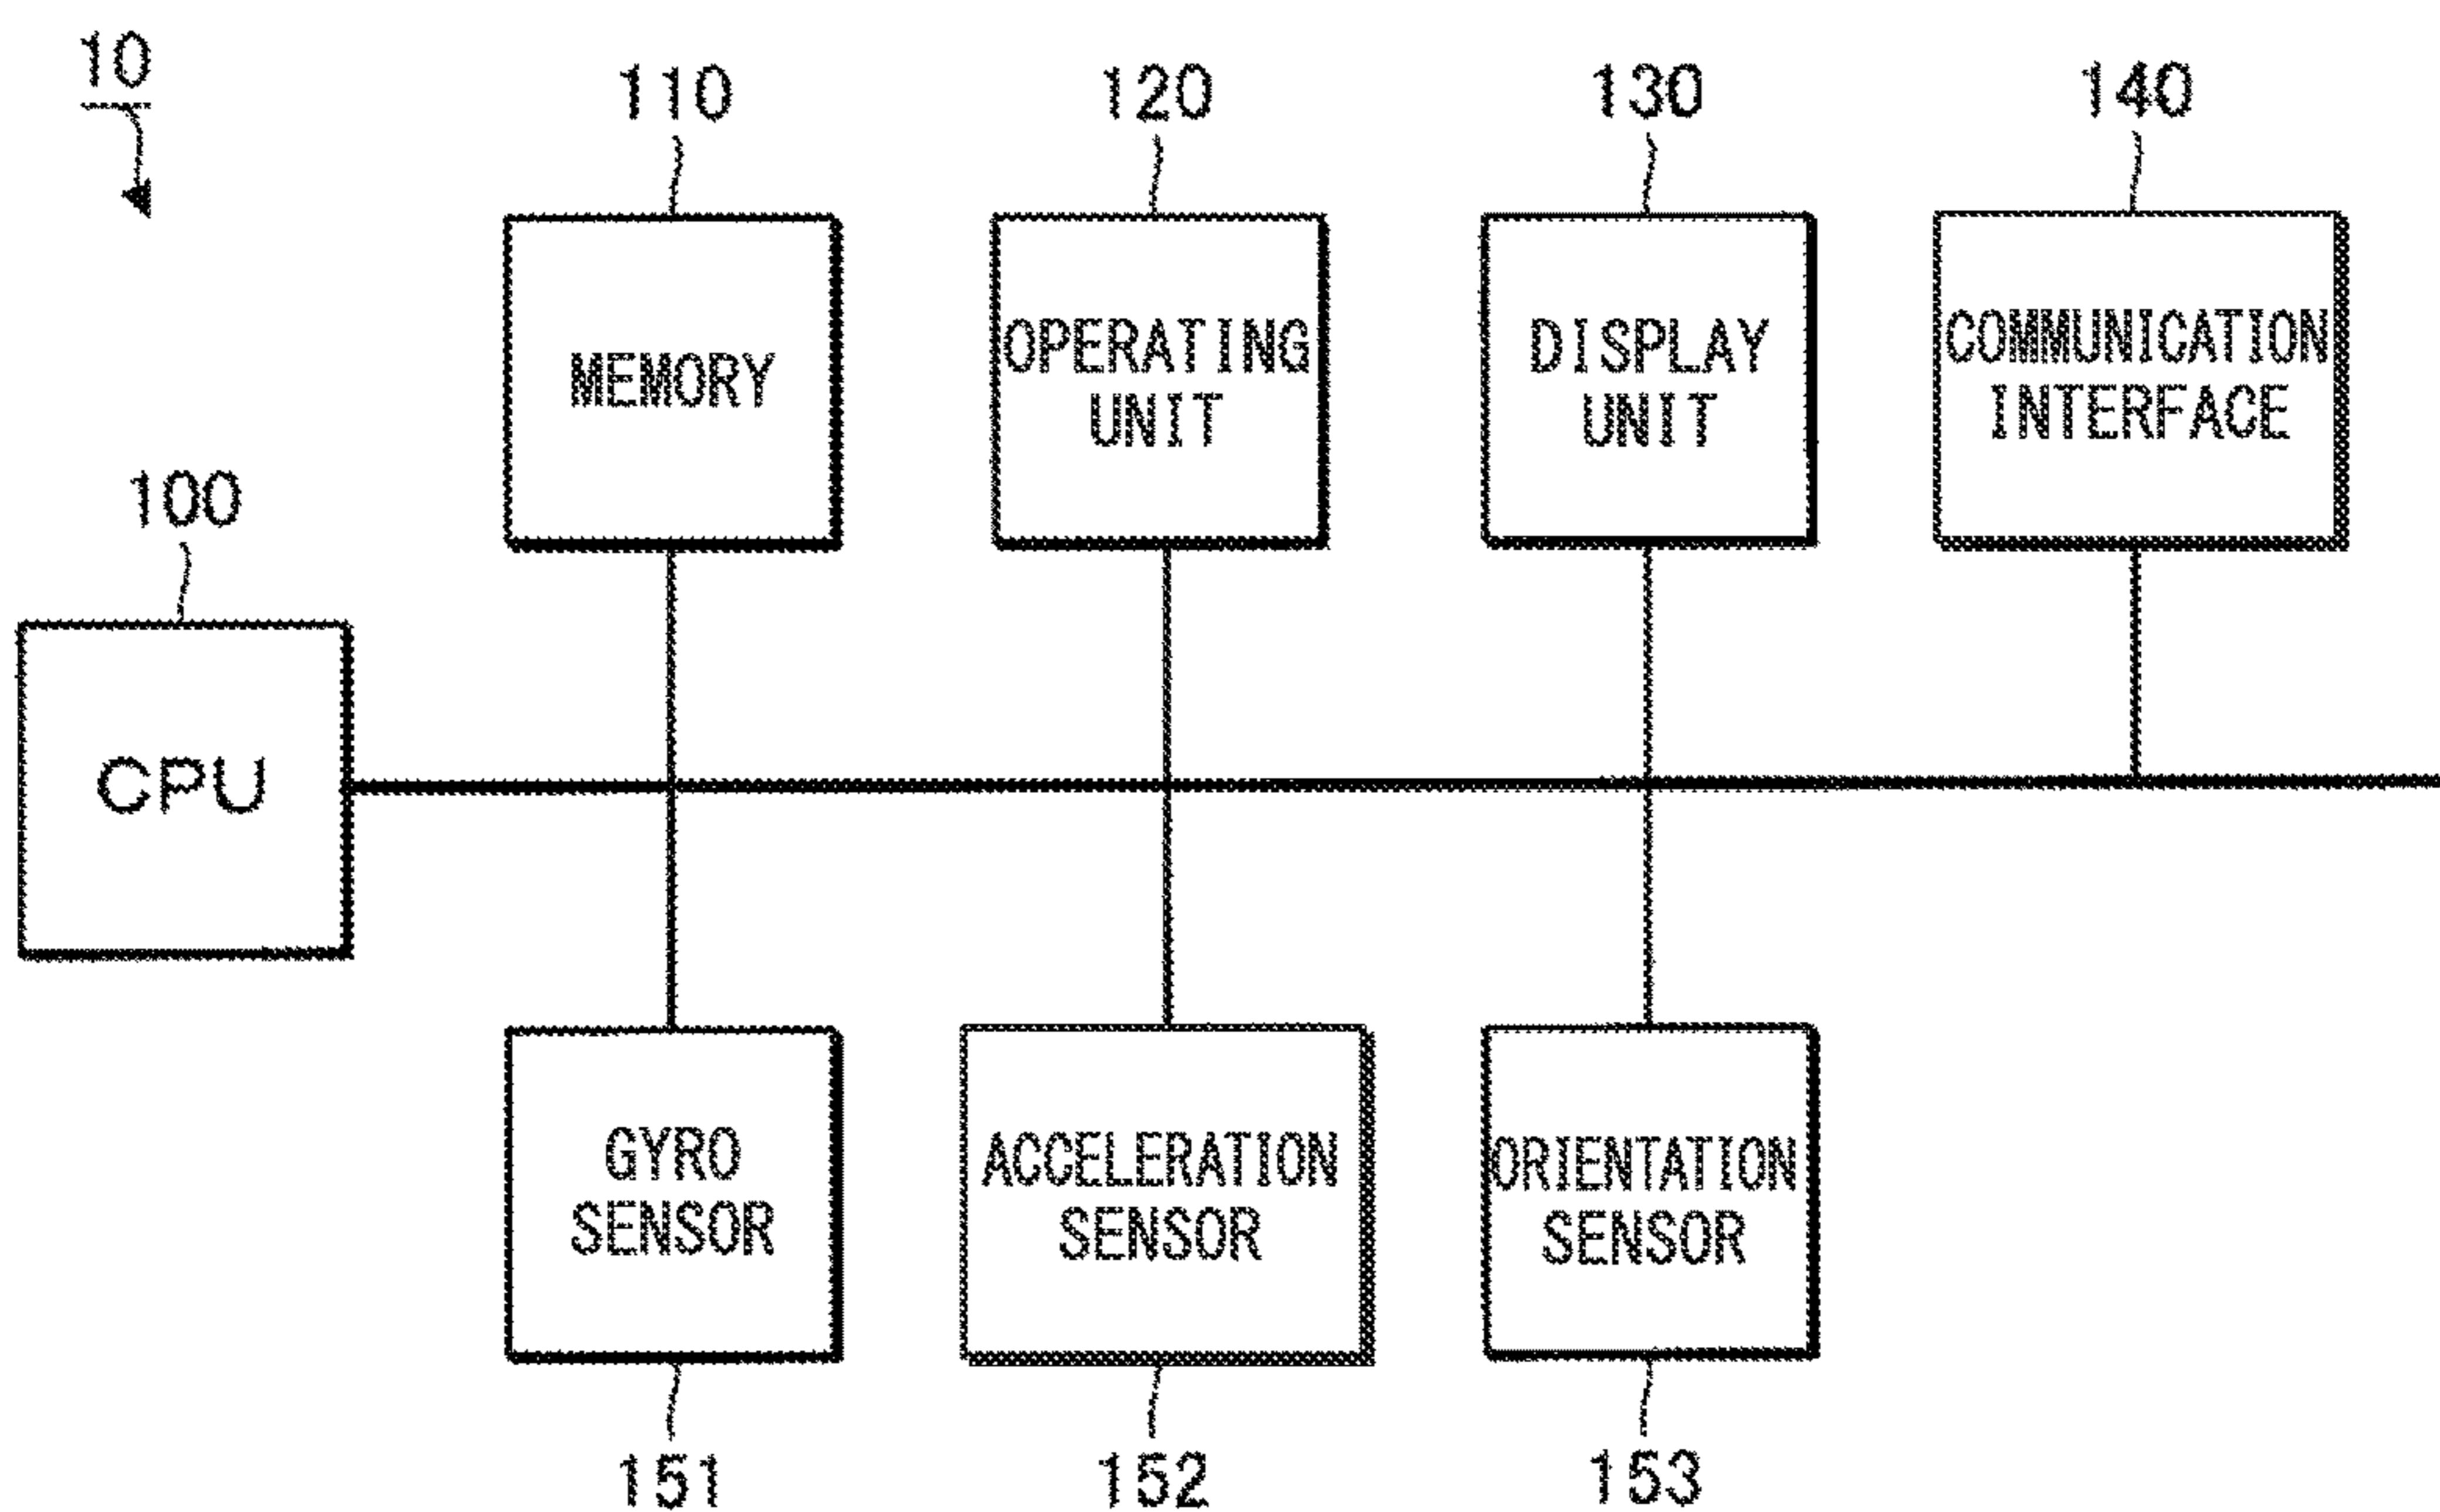 10
110
120
130
140
MEMORY
OPERATING
UNIT
DISPLAY
UNIT
COMMUNICATION
INTERFACE
100
CPU
GYRO
SENSOR
ACCELERATION
SENSOR
ORIENTATION
SENSOR
151
152
153